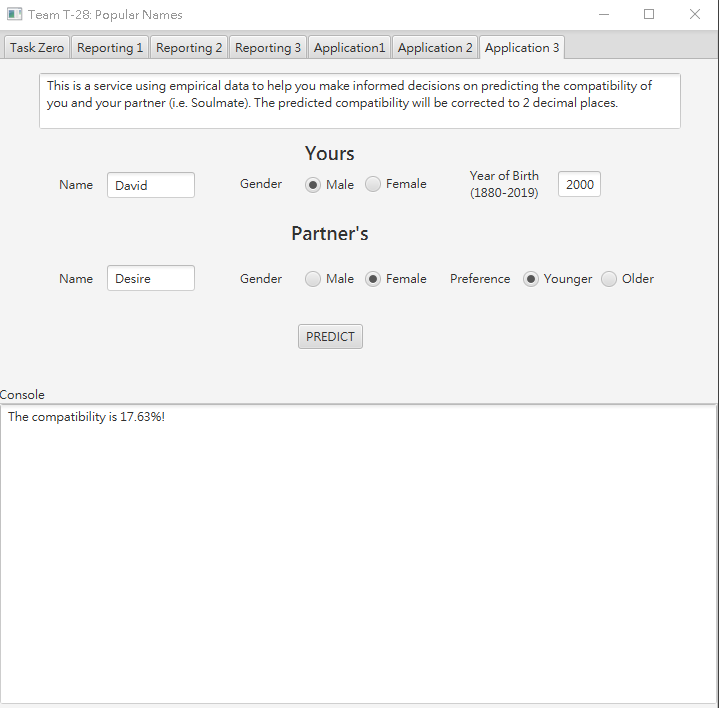 Team T-28: Popular Names
Task Zero Reporting 1 Reporting 2 Reporting 3 Application1 Application 2 Application 3
This is a service using empirical data to help you make informed decisions on predicting the compatibility of
you and your partner (i.e. Soulmate). The predicted compatibility will be corrected to 2 decimal places.
Yours
Name David Gender Male Female Year of Birth
(1880-2019) 2000
Partner's
Name Desire Gender Male Female Preference Younger Older
PREDICT
Console
The compatibility is 17.63%!